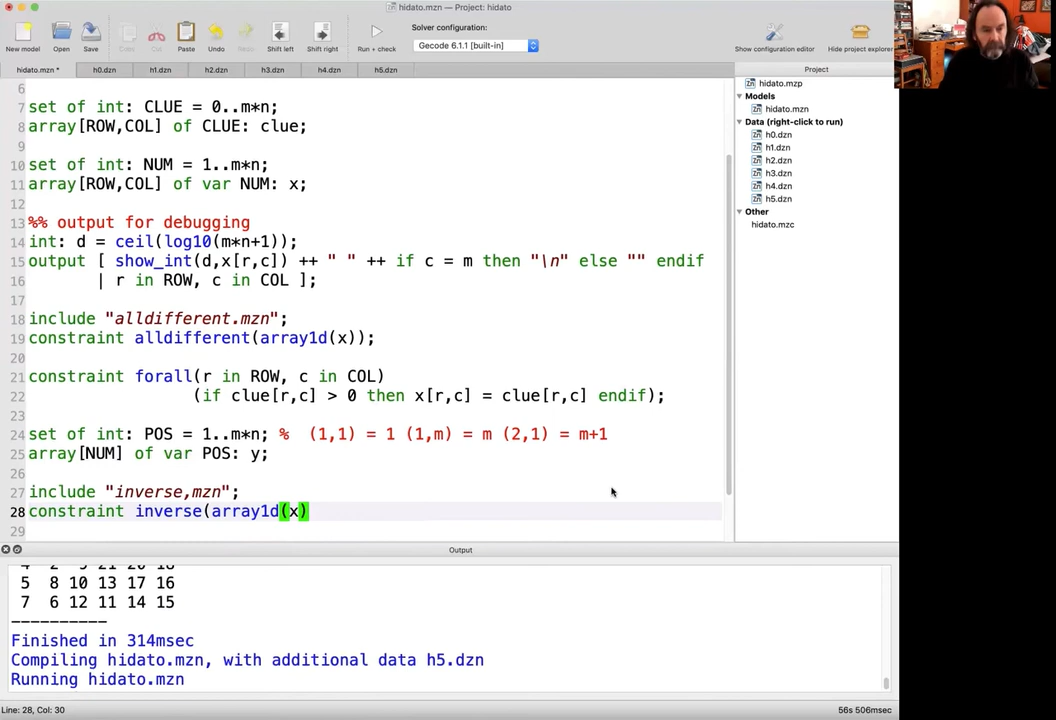 hidato.mzn — Project: hidato
New model
Open
Save
Copy
Cut
Paste
Undo
Redo
Shift left
Shift right
Run + check
Solver configuration:
Gecode 6.1.1 [built-in]
Show configuration editor
Hide project explorer
hidato.mzn *
h0.dzn
h1.dzn
h2.dzn
h3.dzn
h4.dzn
h5.dzn
6
7 set of int: CLUE = 0..m*n;
8 array[ROW,COL] of CLUE: clue;
9
10 set of int: NUM = 1..m*n;
11 array[ROW,COL] of var NUM: x;
12
13 %% output for debugging
14 int: d = ceil(log10(m*n+1));
15 output [ show_int(d,x[r,c]) ++ " " ++ if c = m then "\n" else "" endif
16 | r in ROW, c in COL ];
17
18 include "alldifferent.mzn";
19 constraint alldifferent(array1d(x));
20
21 constraint forall(r in ROW, c in COL)
22 (if clue[r,c] > 0 then x[r,c] = clue[r,c] endif);
23
24 set of int: POS = 1..m*n; % (1,1) = 1 (1,m) = m (2,1) = m+1
25 array[NUM] of var POS: y;
26
27 include "inverse,mzn";
28 constraint inverse(array1d(x)
29
Project
hidato.mzp
Models
hidato.mzn
Data (right-click to run)
h0.dzn
h1.dzn
h2.dzn
h3.dzn
h4.dzn
h5.dzn
Other
hidato.mzc
Output
5 8 10 13 17 16
7 6 12 11 14 15
----------
Finished in 314msec
Compiling hidato.mzn, with additional data h5.dzn
Running hidato.mzn
Line: 28, Col: 30
56s 506msec